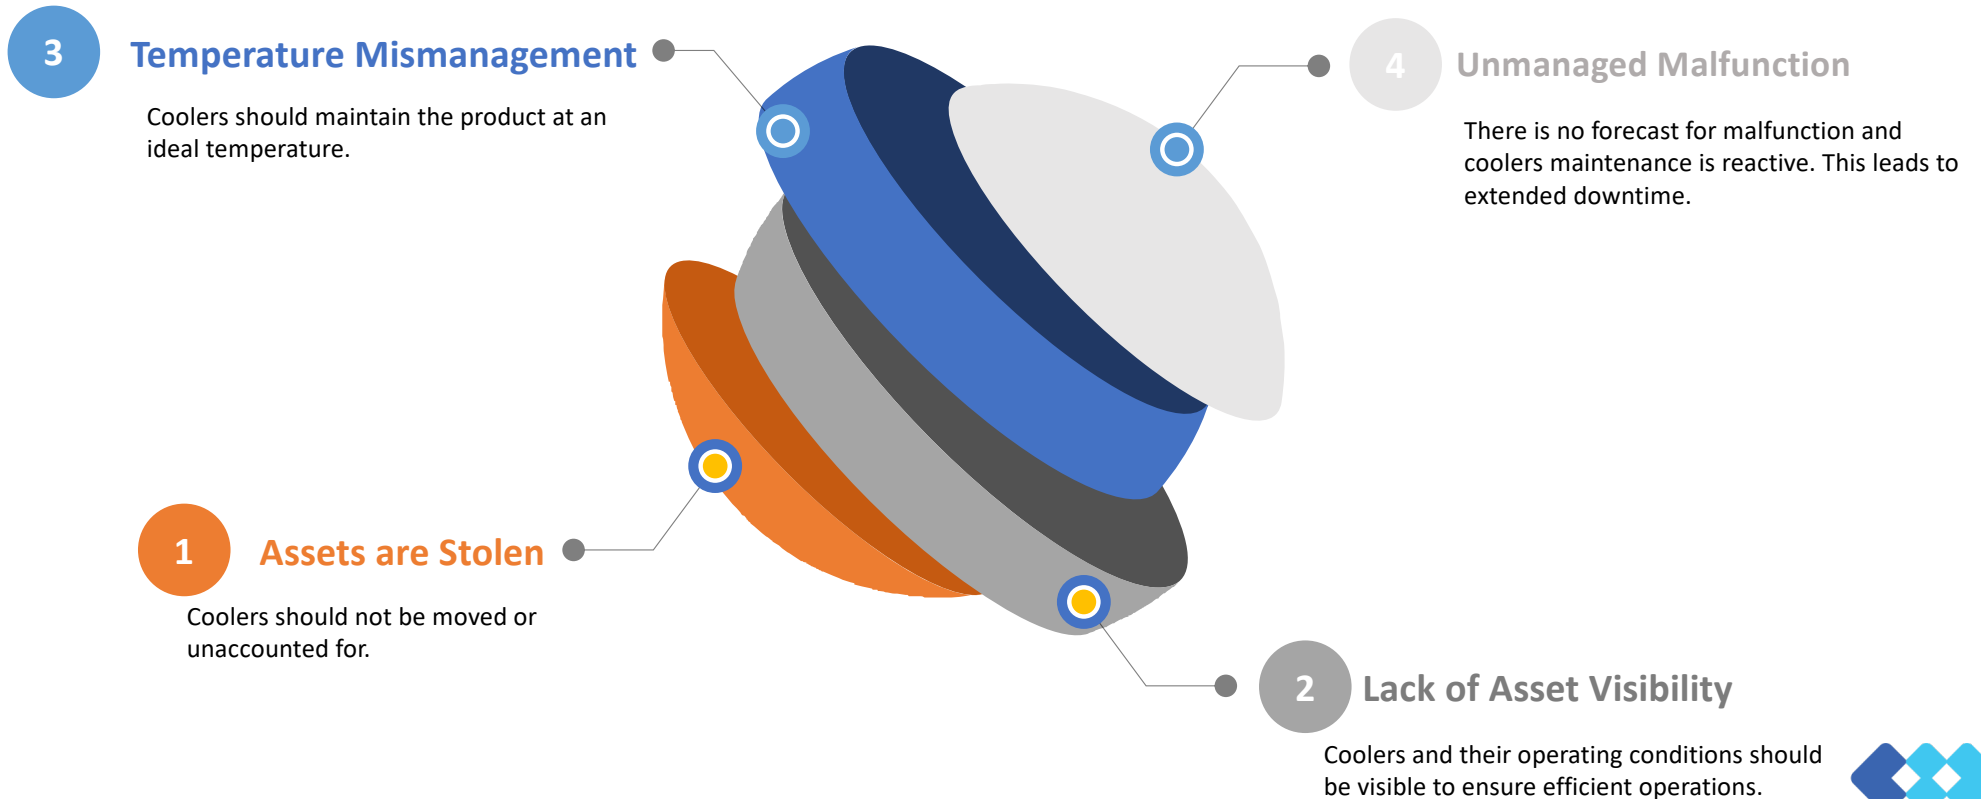 3
Temperature Mismanagement
Coolers should maintain the product at an
ideal temperature.
4
Unmanaged Malfunction
There is no forecast for malfunction and
coolers maintenance is reactive. This leads to
extended downtime.
1
Assets are Stolen
Coolers should not be moved or
unaccounted for.
2
Lack of Asset Visibility
Coolers and their operating conditions should
be visible to ensure efficient operations.